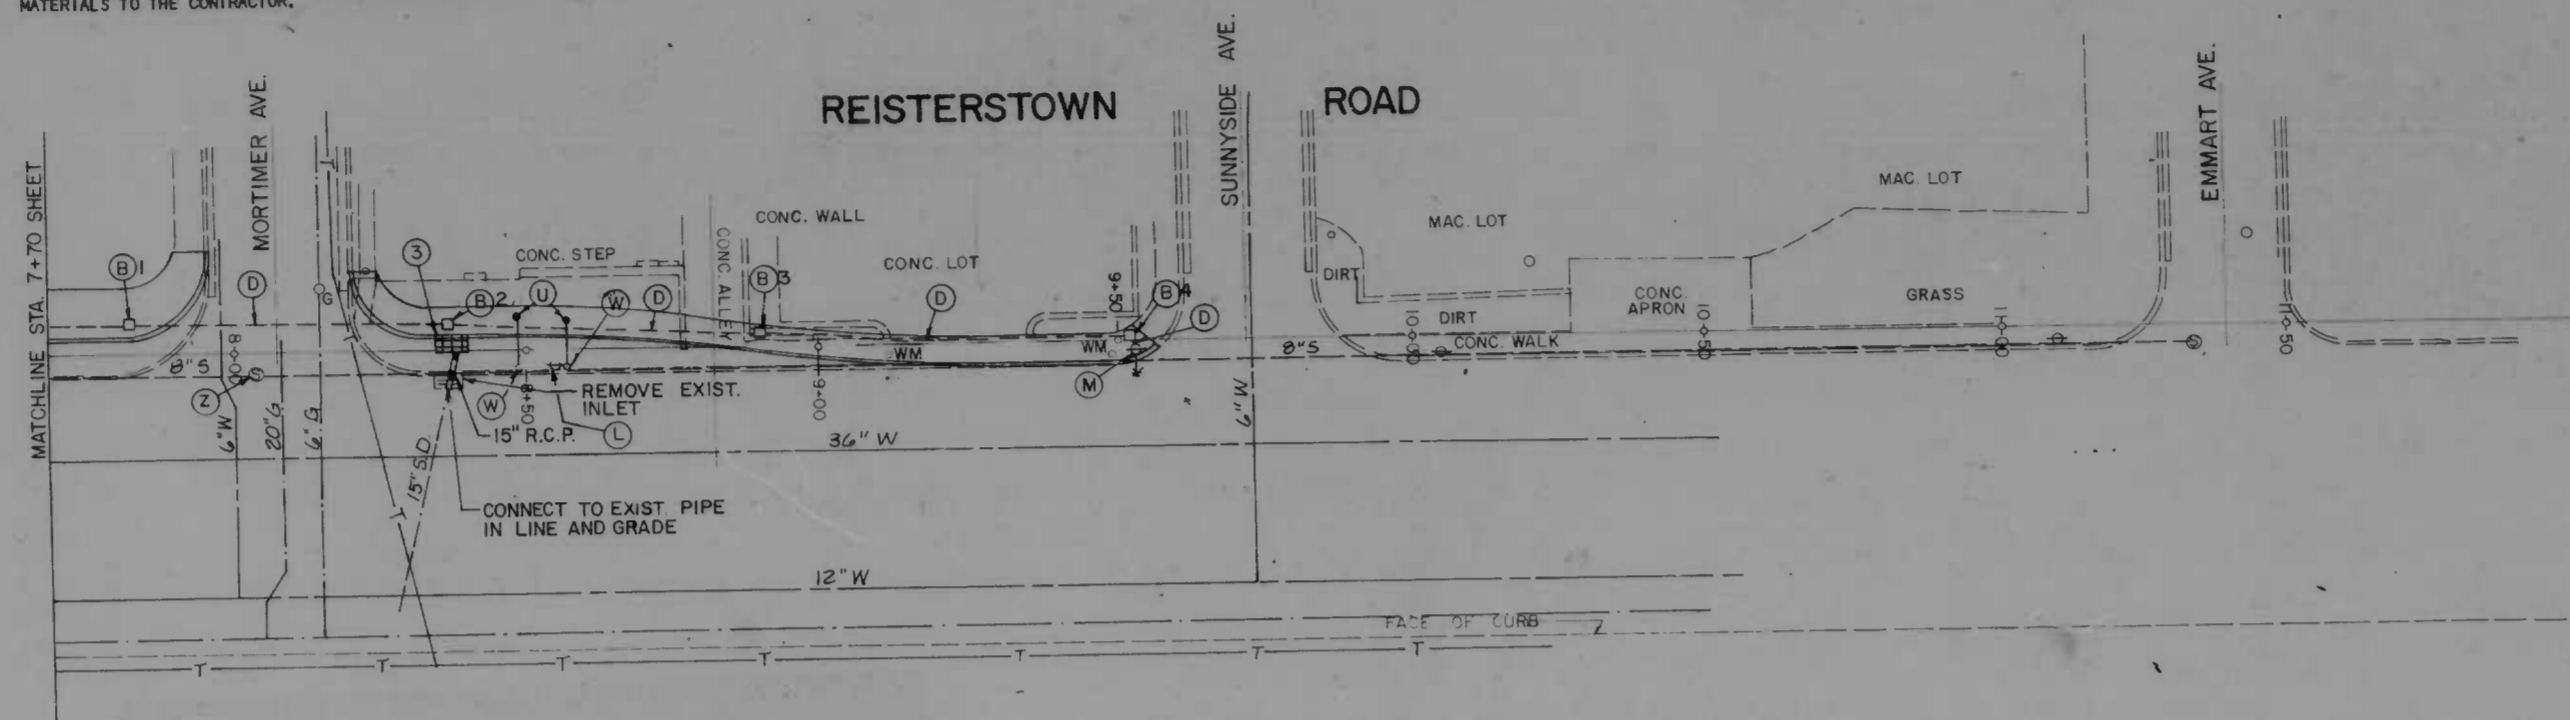 MATERIALS TO THE CONTRACTOR.
REISTERSTOWN ROAD
MATCHLINE STA. 7+70 SHEET
MORTIMER AVE.
SUNNYSIDE AVE.
EMMART AVE.
MAC. LOT
MAC. LOT
CONC. WALL
CONC. STEP
CONC. ALLEY
CONC. LOT
DIRT
DIRT
CONC. APRON
GRASS
B 1
D
3
B 2
U
W
D
B 3
D
9+50
B 4
D
G
T
8"S
8+00
S
Z
W
8+50
9+00
WM
WM
M
8"S
10+00
CONC. WALK
10+50
11+00
S
11+50
REMOVE EXIST.
INLET
L
15" R.C.P.
6"W
20"G
6"G
15"S.D.
36" W
6"W
CONNECT TO EXIST. PIPE
IN LINE AND GRADE
T
T
12"W
FACE OF CURB
T
T
T
T
T
T
T